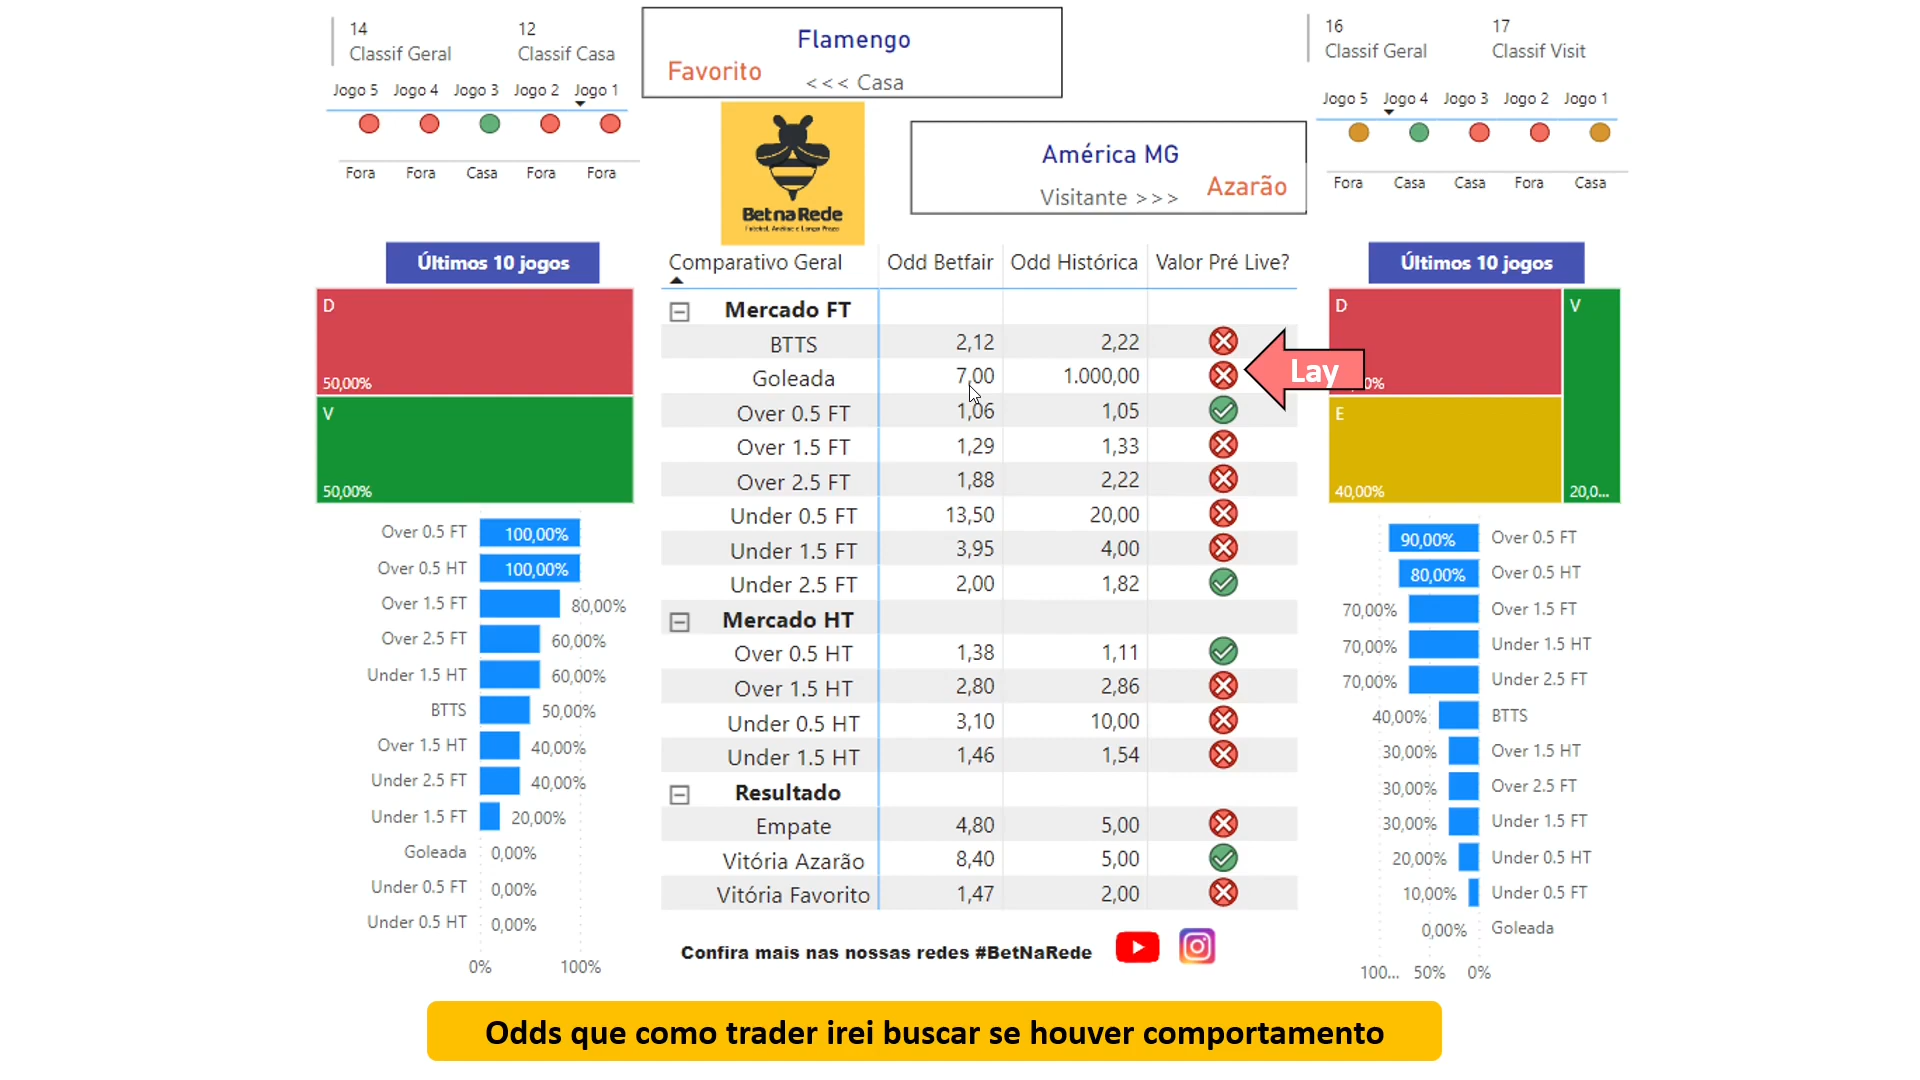 14
Classif Geral
12
Classif Casa
Jogo 5 Jogo 4 Jogo 3 Jogo 2 Jogo 1
Fora Fora Casa Fora Fora
Flamengo
Favorito
<<< Casa
BetnaRede
Futebol, Análise e Longo Prazo
América MG
Visitante >>>
Azarão
16
Classif Geral
17
Classif Visit
Jogo 5 Jogo 4 Jogo 3 Jogo 2 Jogo 1
Fora Casa Casa Fora Casa
Últimos 10 jogos
D
50,00%
V
50,00%
Over 0.5 FT 100,00%
Over 0.5 HT 100,00%
Over 1.5 FT 80,00%
Over 2.5 FT 60,00%
Under 1.5 HT 60,00%
BTTS 50,00%
Over 1.5 HT 40,00%
Under 2.5 FT 40,00%
Under 1.5 FT 20,00%
Goleada 0,00%
Under 0.5 FT 0,00%
Under 0.5 HT 0,00%
0% 100%
Comparativo Geral Odd Betfair Odd Histórica Valor Pré Live?
Mercado FT
BTTS 2,12 2,22
Goleada 7,00 1.000,00
Over 0.5 FT 1,06 1,05
Over 1.5 FT 1,29 1,33
Over 2.5 FT 1,88 2,22
Under 0.5 FT 13,50 20,00
Under 1.5 FT 3,95 4,00
Under 2.5 FT 2,00 1,82
Mercado HT
Over 0.5 HT 1,38 1,11
Over 1.5 HT 2,80 2,86
Under 0.5 HT 3,10 10,00
Under 1.5 HT 1,46 1,54
Resultado
Empate 4,80 5,00
Vitória Azarão 8,40 5,00
Vitória Favorito 1,47 2,00
Lay
Confira mais nas nossas redes #BetNaRede
Últimos 10 jogos
D
0%
V
20,0...
E
40,00%
90,00% Over 0.5 FT
80,00% Over 0.5 HT
70,00% Over 1.5 FT
70,00% Under 1.5 HT
70,00% Under 2.5 FT
40,00% BTTS
30,00% Over 1.5 HT
30,00% Over 2.5 FT
30,00% Under 1.5 FT
20,00% Under 0.5 HT
10,00% Under 0.5 FT
0,00% Goleada
100... 50% 0%
Odds que como trader irei buscar se houver comportamento